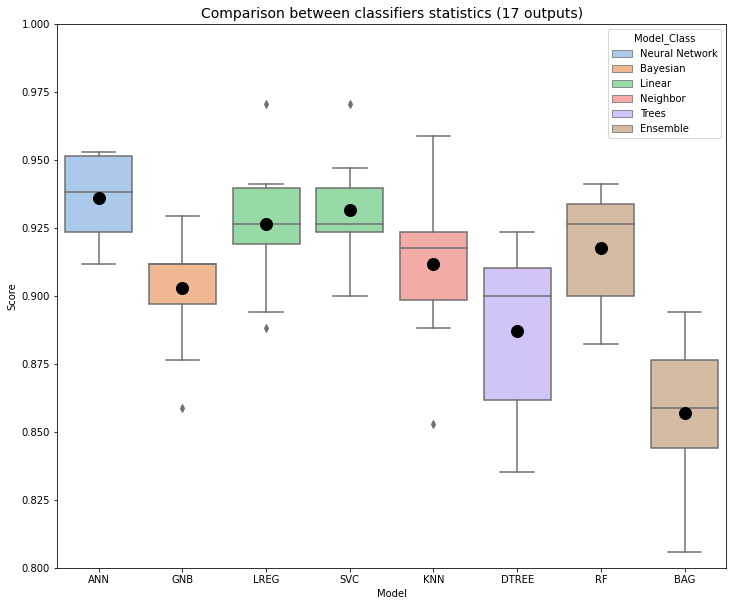 Comparison between classifiers statistics (17 outputs)
Model_Class
Neural Network
Bayesian
Linear
Neighbor
Trees
Ensemble
Score
1.000
0.975
0.950
0.925
0.900
0.875
0.850
0.825
0.800
ANN GNB LREG SVC KNN DTREE RF BAG
Model